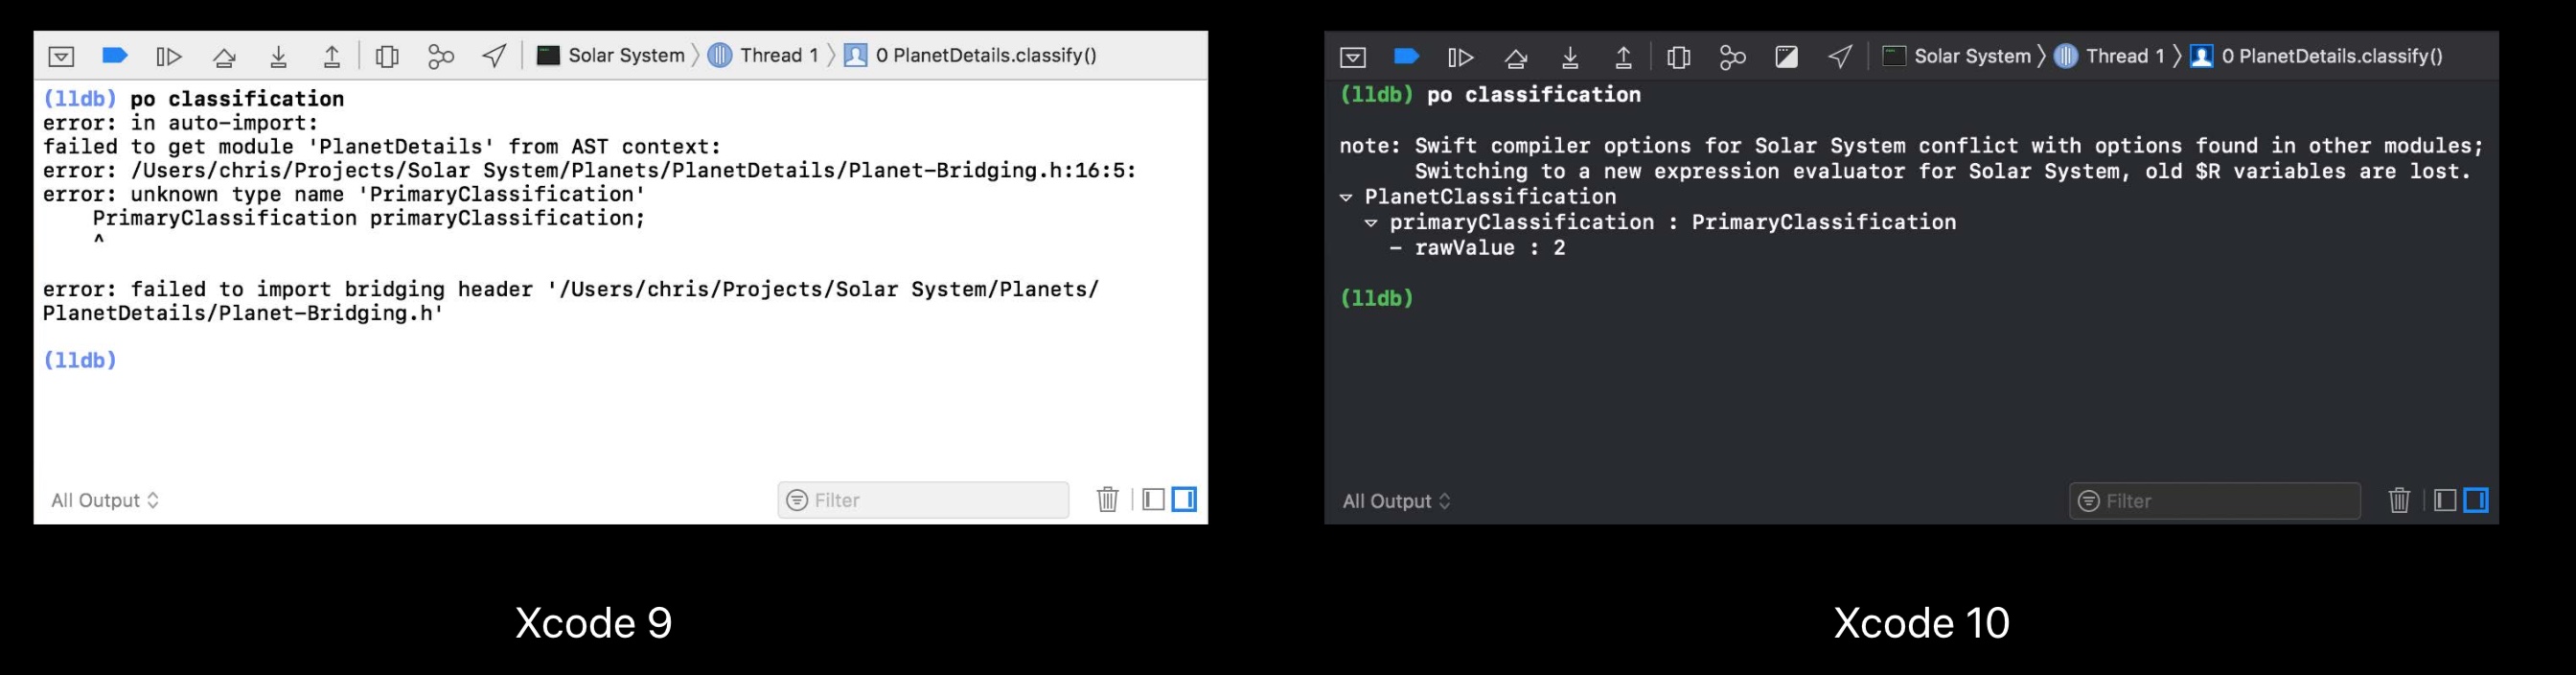 Solar System 〉 Thread 1 〉 0 PlanetDetails.classify()
(lldb) po classification
error: in auto-import:
failed to get module 'PlanetDetails' from AST context:
error: /Users/chris/Projects/Solar System/Planets/PlanetDetails/Planet-Bridging.h:16:5:
error: unknown type name 'PrimaryClassification'
    PrimaryClassification primaryClassification;
    ^
error: failed to import bridging header '/Users/chris/Projects/Solar System/Planets/
PlanetDetails/Planet-Bridging.h'
(lldb)
All Output
Filter
Xcode 9
Solar System 〉 Thread 1 〉 0 PlanetDetails.classify()
(lldb) po classification
note: Swift compiler options for Solar System conflict with options found in other modules;
      Switching to a new expression evaluator for Solar System, old $R variables are lost.
▿ PlanetClassification
  ▿ primaryClassification : PrimaryClassification
    - rawValue : 2
(lldb)
All Output
Filter
Xcode 10